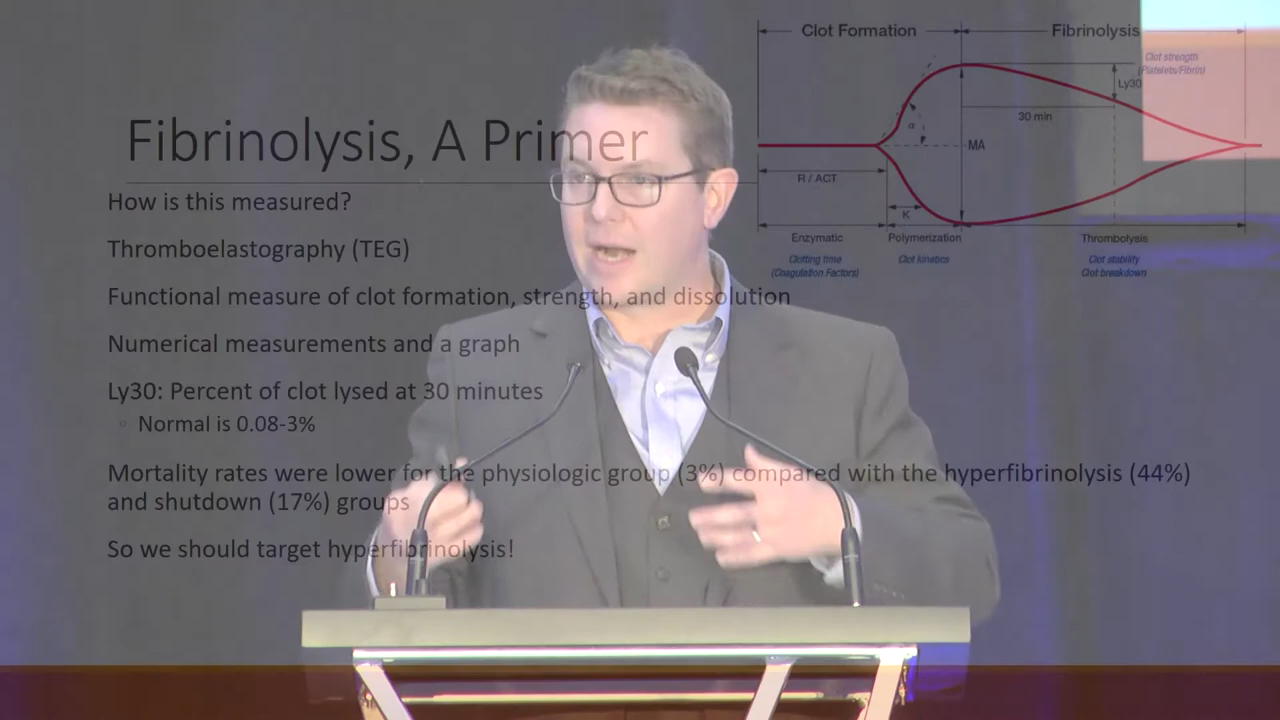 Fibrinolysis, A Primer
How is this measured?
Thromboelastography (TEG)
Functional measure of clot formation, strength, and dissolution
Numerical measurements and a graph
Ly30: Percent of clot lysed at 30 minutes
Normal is 0.08-3%
Mortality rates were lower for the physiologic group (3%) compared with the hyperfibrinolysis (44%)
and shutdown (17%) groups
So we should target hyperfibrinolysis!
Clot Formation
Fibrinolysis
Clot strength
(Platelets/Fibrin)
Ly30
30 min
α
MA
R / ACT
K
Enzymatic
Polymerization
Thrombolysis
Clotting time
(Coagulation Factors)
Clot kinetics
Clot stability
Clot breakdown